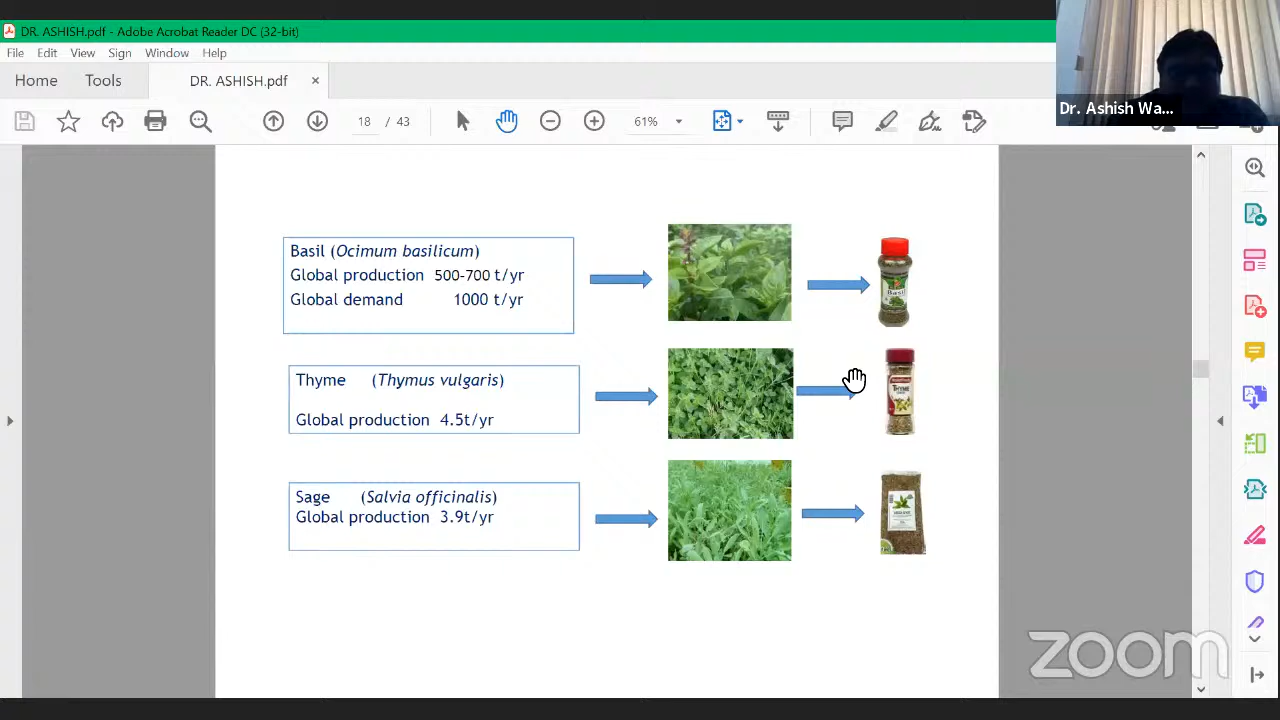 DR. ASHISH.pdf - Adobe Acrobat Reader DC (32-bit)
File Edit View Sign Window Help
Home Tools DR. ASHISH.pdf ×
18 / 43 61%
Dr. Ashish Wa...
Basil (Ocimum basilicum)
Global production 500-700 t/yr
Global demand 1000 t/yr
Basil
Thyme (Thymus vulgaris)
Global production 4.5t/yr
THYME
Sage (Salvia officinalis)
Global production 3.9t/yr
zoom